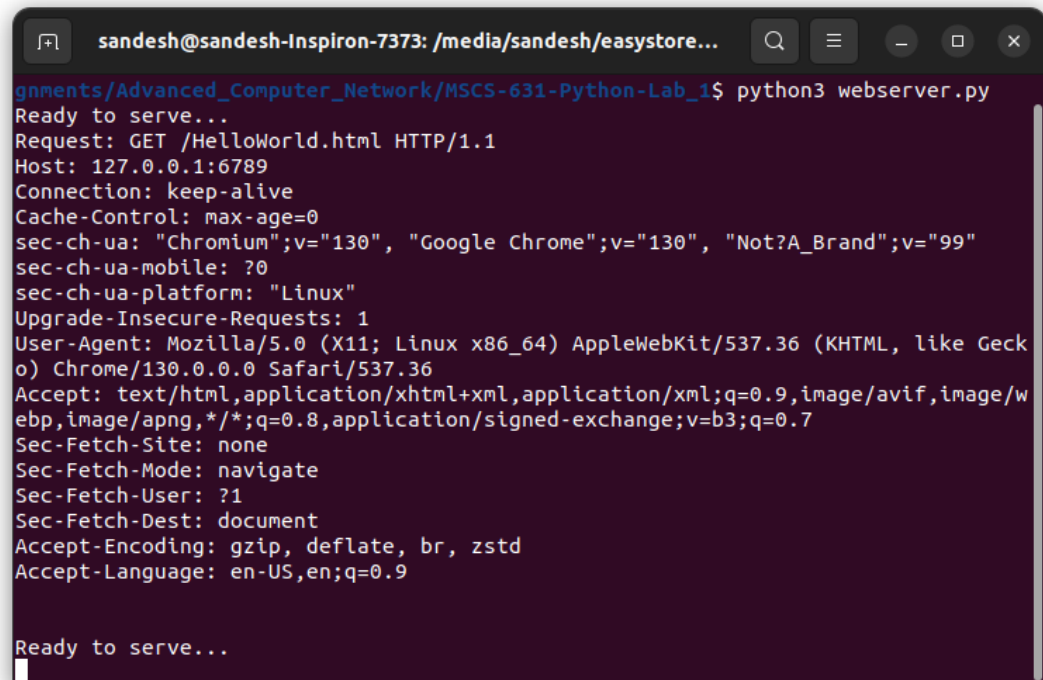 sandesh@sandesh-Inspiron-7373: /media/sandesh/easystore...
gnments/Advanced_Computer_Network/MSCS-631-Python-Lab_1$ python3 webserver.py
Ready to serve...
Request: GET /HelloWorld.html HTTP/1.1
Host: 127.0.0.1:6789
Connection: keep-alive
Cache-Control: max-age=0
sec-ch-ua: "Chromium";v="130", "Google Chrome";v="130", "Not?A_Brand";v="99"
sec-ch-ua-mobile: ?0
sec-ch-ua-platform: "Linux"
Upgrade-Insecure-Requests: 1
User-Agent: Mozilla/5.0 (X11; Linux x86_64) AppleWebKit/537.36 (KHTML, like Geck
o) Chrome/130.0.0.0 Safari/537.36
Accept: text/html,application/xhtml+xml,application/xml;q=0.9,image/avif,image/w
ebp,image/apng,*/*;q=0.8,application/signed-exchange;v=b3;q=0.7
Sec-Fetch-Site: none
Sec-Fetch-Mode: navigate
Sec-Fetch-User: ?1
Sec-Fetch-Dest: document
Accept-Encoding: gzip, deflate, br, zstd
Accept-Language: en-US,en;q=0.9
Ready to serve...